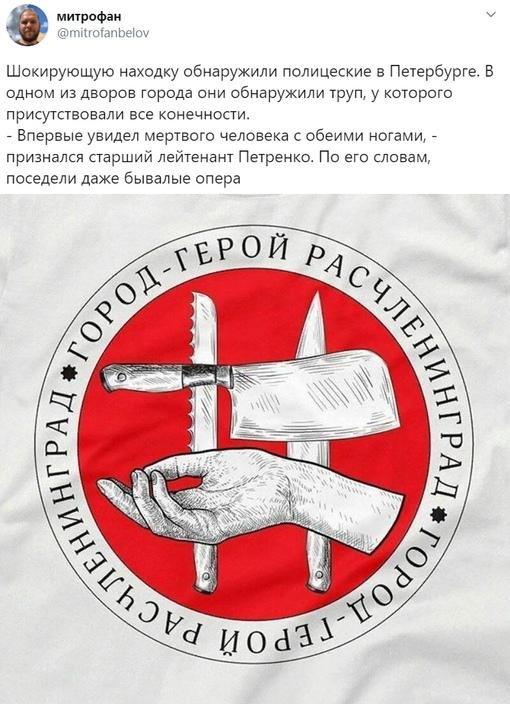 митрофан
@mitrofanbelov
Шокирующую находку обнаружили полицеские в Петербурге. В
одном из дворов города они обнаружили труп, у которого
присутствовали все конечности.
- Впервые увидел мертвого человека с обеими ногами, -
признался старший лейтенант Петренко. По его словам,
поседели даже бывалые опера
ГОРОД-ГЕРОЙ РАСЧЛЕНИНГРАД
ГОРОД-ГЕРОЙ РАСЧЛЕНИНГРАД